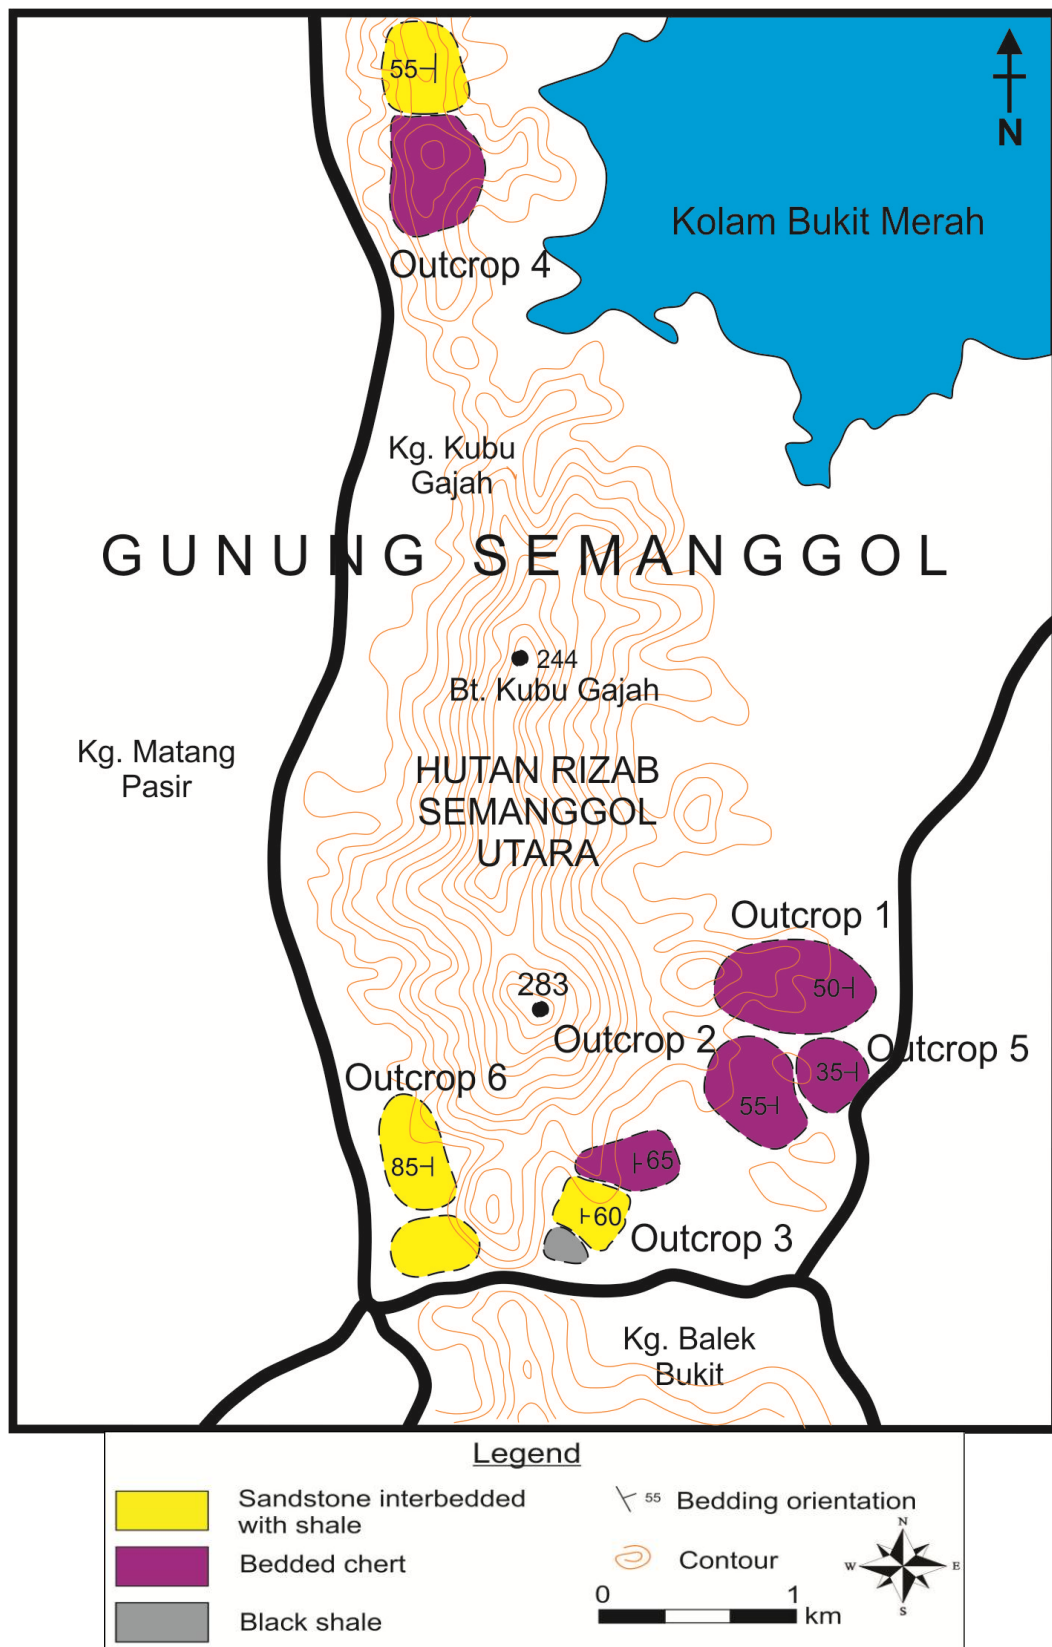 55
N
Kolam Bukit Merah
Outcrop 4
Kg. Kubu
Gajah
GUNUNG SEMANGGOL
244
Bt. Kubu Gajah
Kg. Matang
Pasir
HUTAN RIZAB
SEMANGGOL
UTARA
Outcrop 1
283
50
Outcrop 2
Outcrop 5
Outcrop 6
35
55
85
65
60
Outcrop 3
Kg. Balek
Bukit
Legend
Sandstone interbedded
with shale
Bedded chert
Black shale
55 Bedding orientation
Contour
N
W E
S
0 1
km